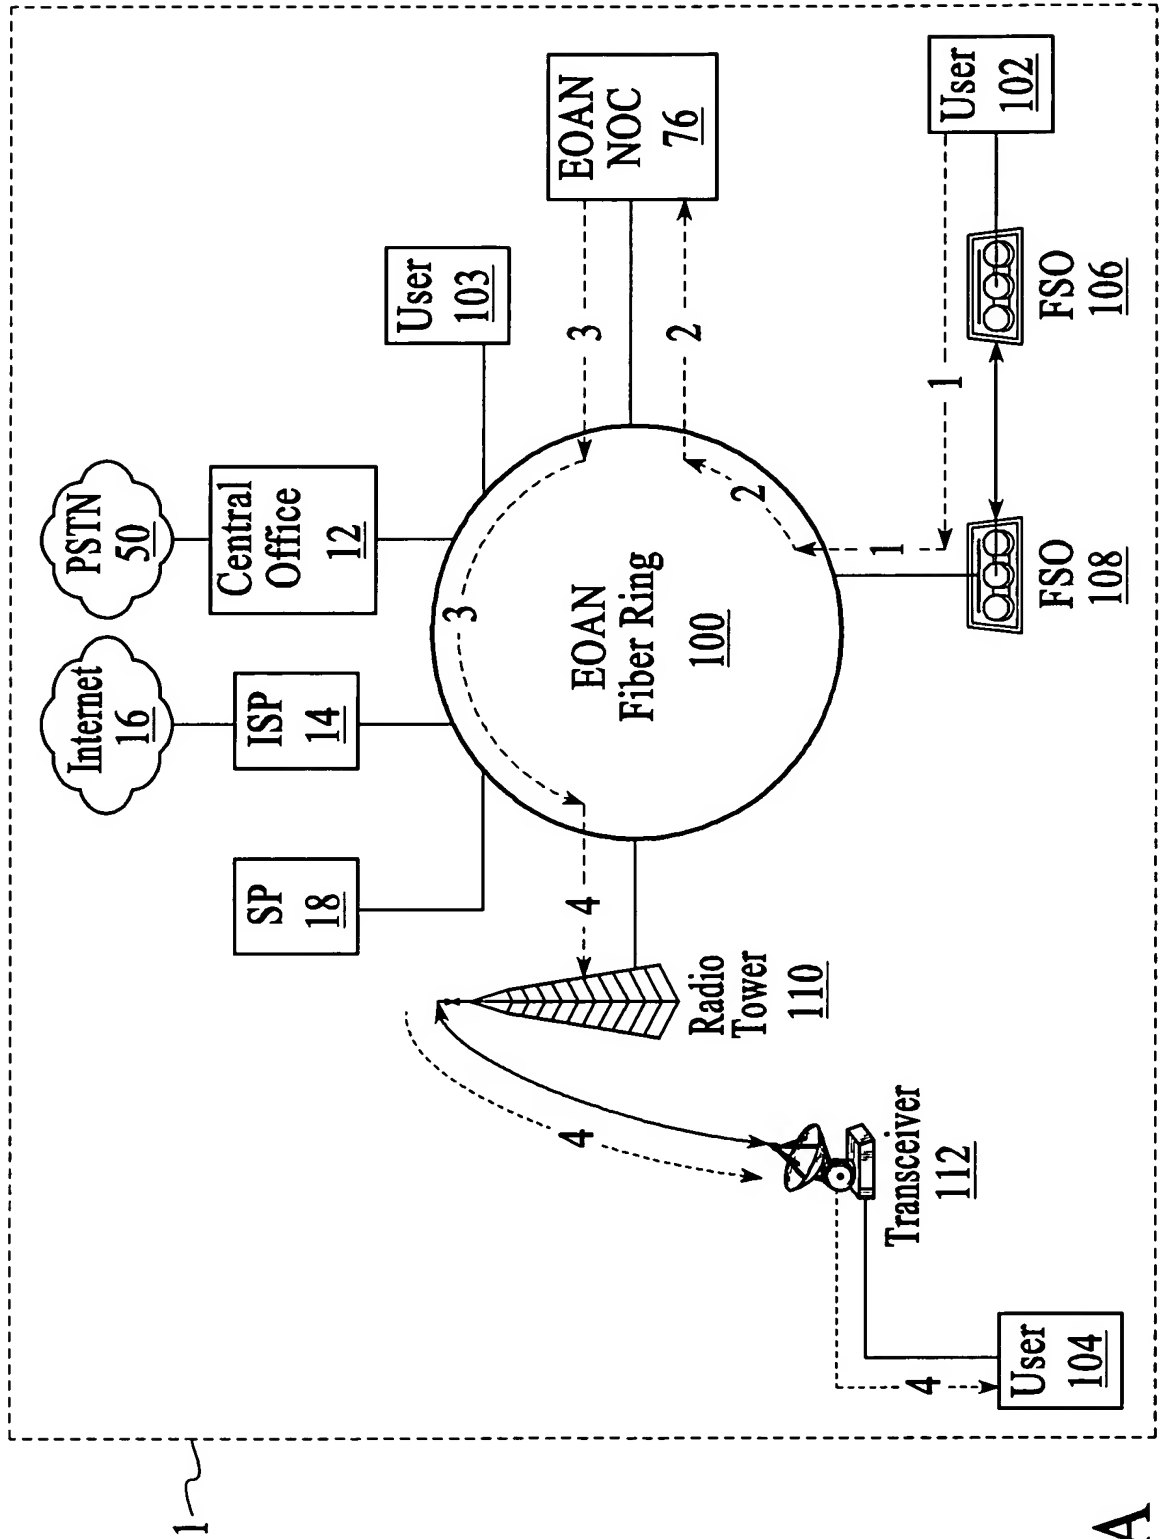 1
Internet
16
PSTN
50
SP
18
ISP
14
Central
Office
12
User
103
3
4
4
3
EOAN
NOC
76
2
2
EOAN
Fiber Ring
100
Radio
Tower
110
1
1
4
Transceiver
112
User
102
User
104
FSO
108
FSO
106
A